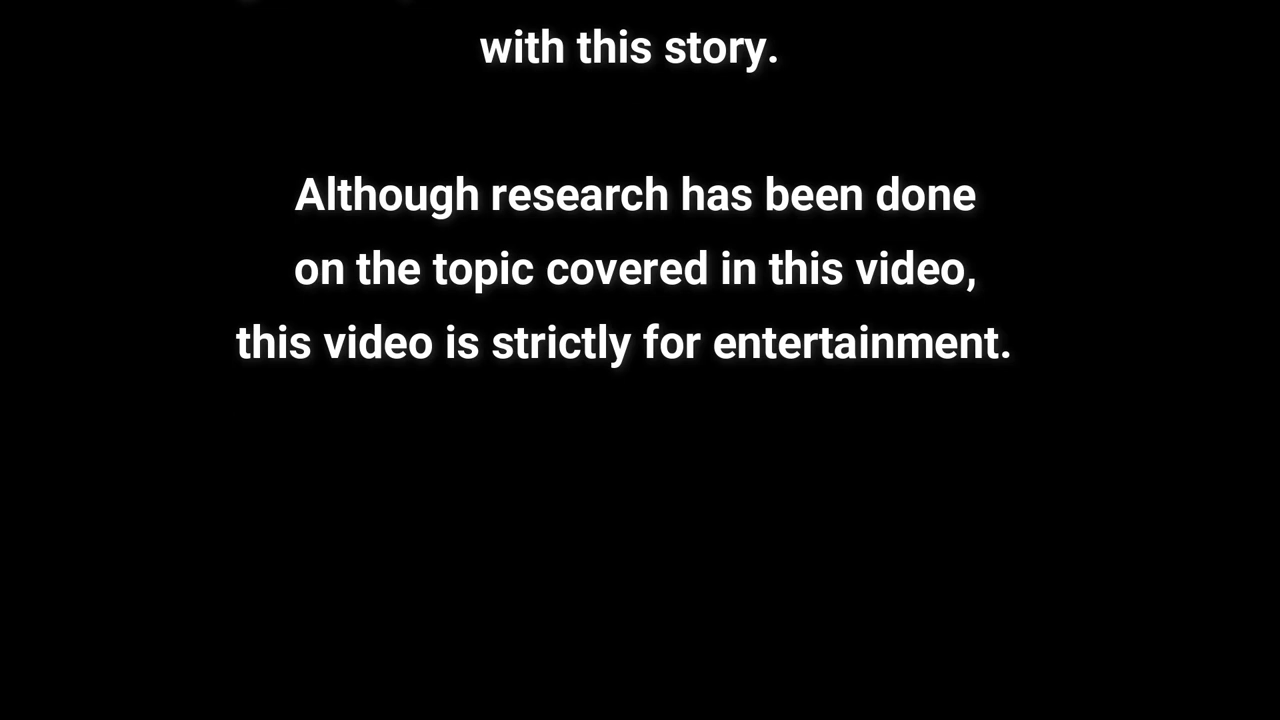 with this story.
Although research has been done
on the topic covered in this video,
this video is strictly for entertainment.